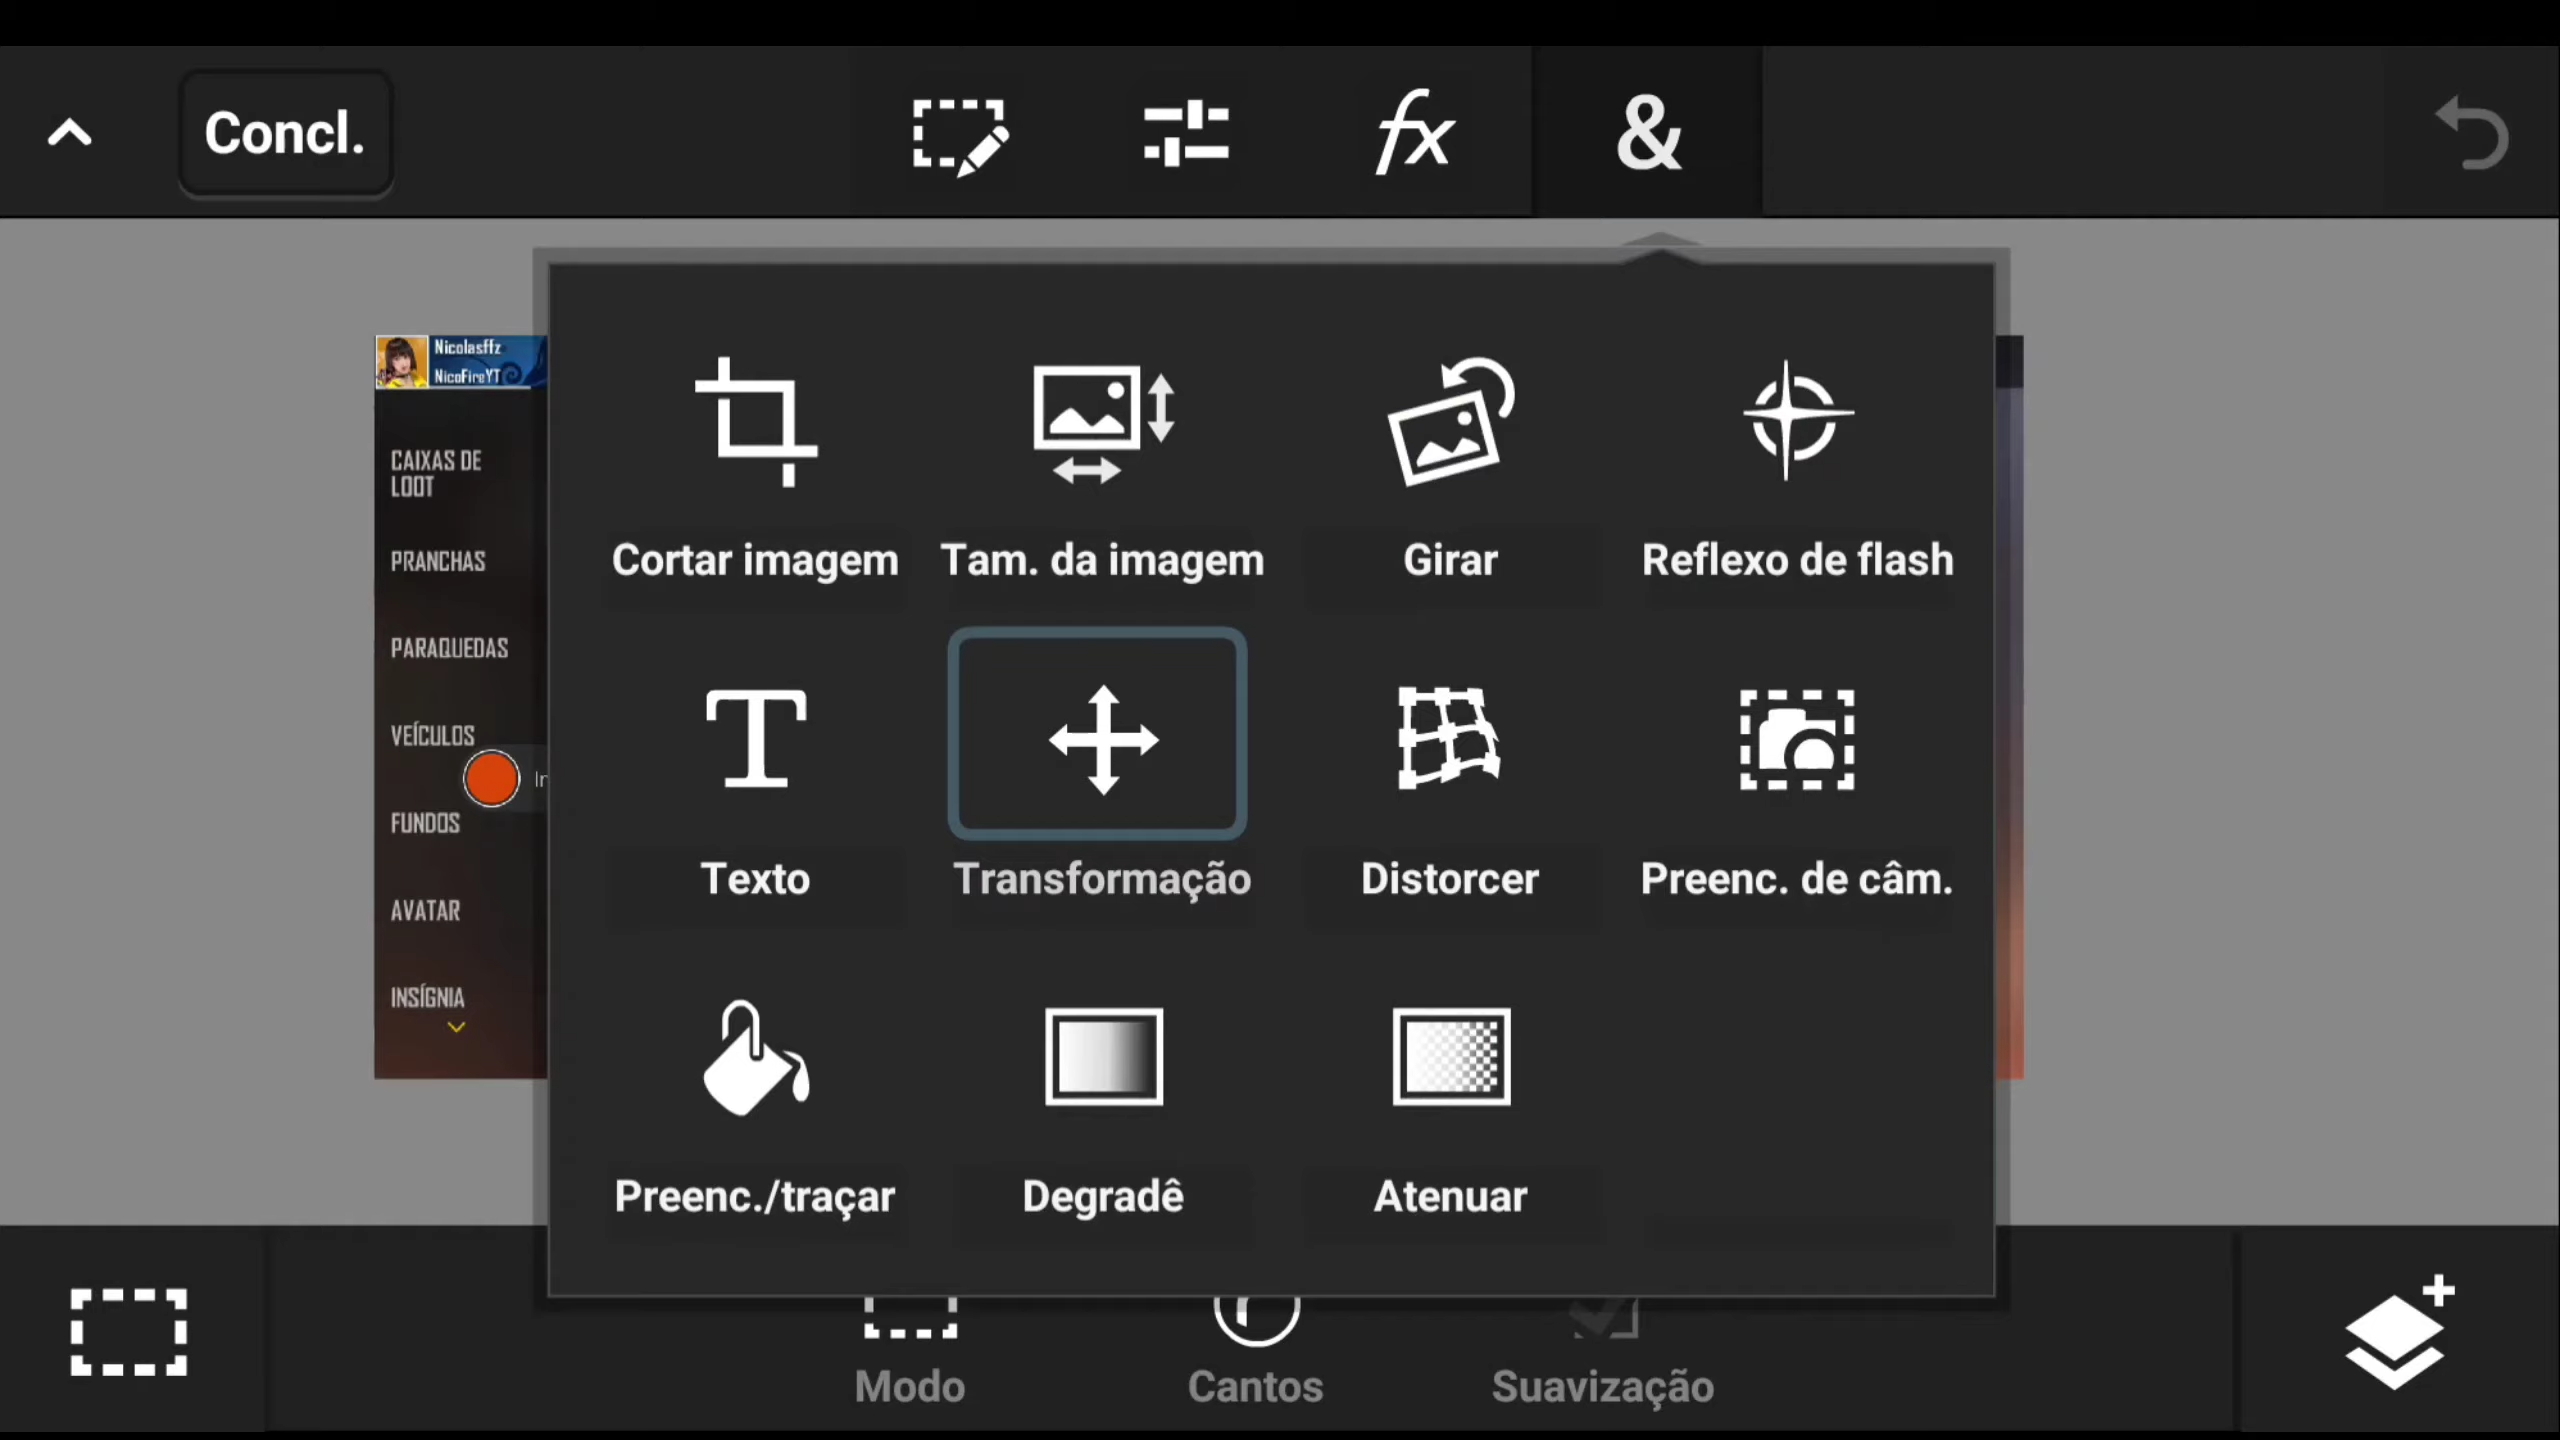 Concl.
fx
&
Nicolasffz
NicoFireYT
CAIXAS DE
LOOT
PRANCHAS
PARAQUEDAS
VEÍCULOS
FUNDOS
AVATAR
INSÍGNIA
Cortar imagem
Tam. da imagem
Girar
Reflexo de flash
Texto
Transformação
Distorcer
Preenc. de câm.
Preenc./traçar
Degradê
Atenuar
Modo
Cantos
Suavização